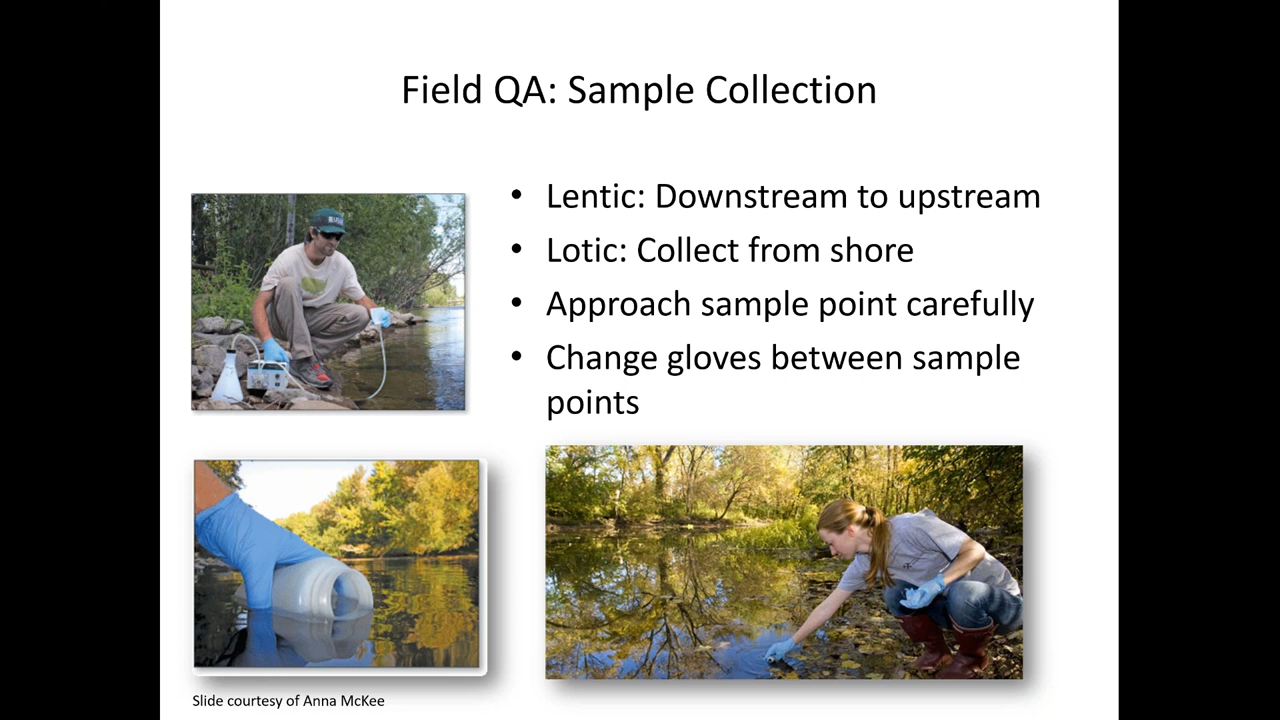 Field QA: Sample Collection
• Lentic: Downstream to upstream
• Lotic: Collect from shore
• Approach sample point carefully
• Change gloves between sample
points
Slide courtesy of Anna McKee